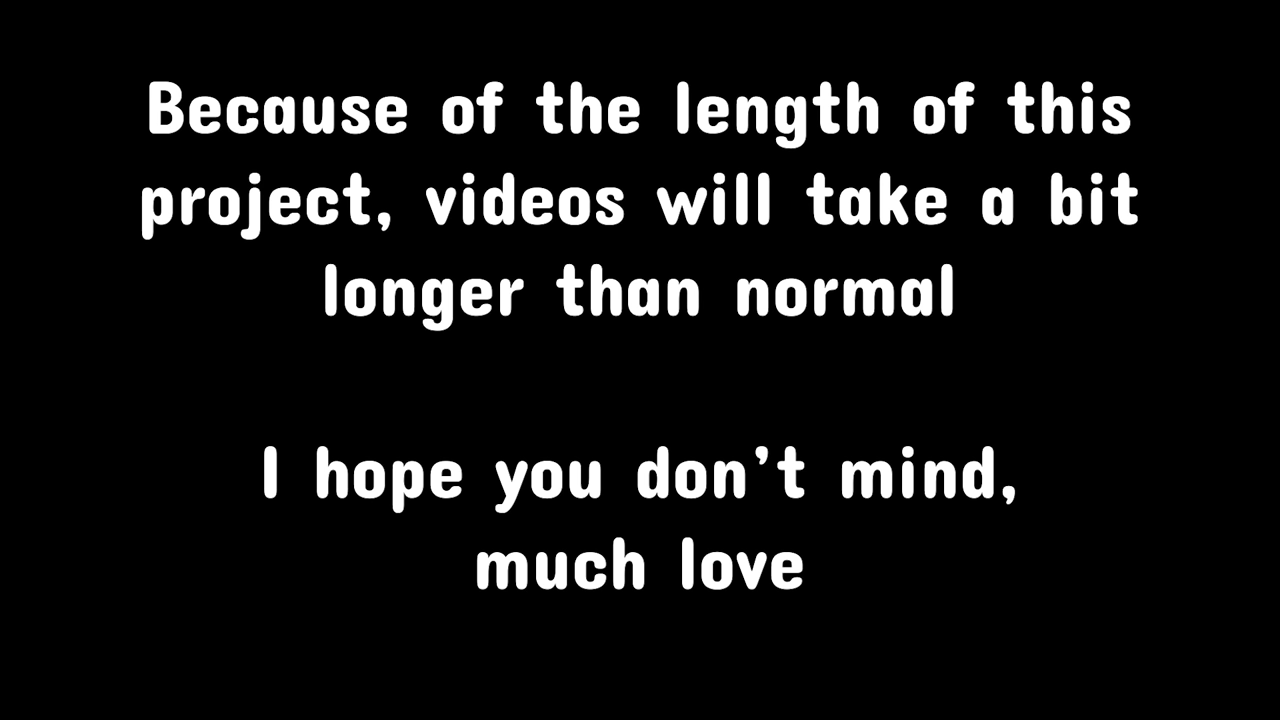 Because of the length of this
project, videos will take a bit
longer than normal
I hope you don't mind,
much love